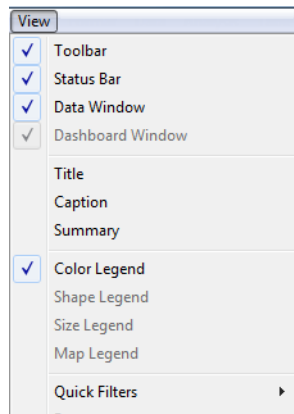 View
Toolbar
Status Bar
Data Window
Dashboard Window
Title
Caption
Summary
Color Legend
Shape Legend
Size Legend
Map Legend
Quick Filters